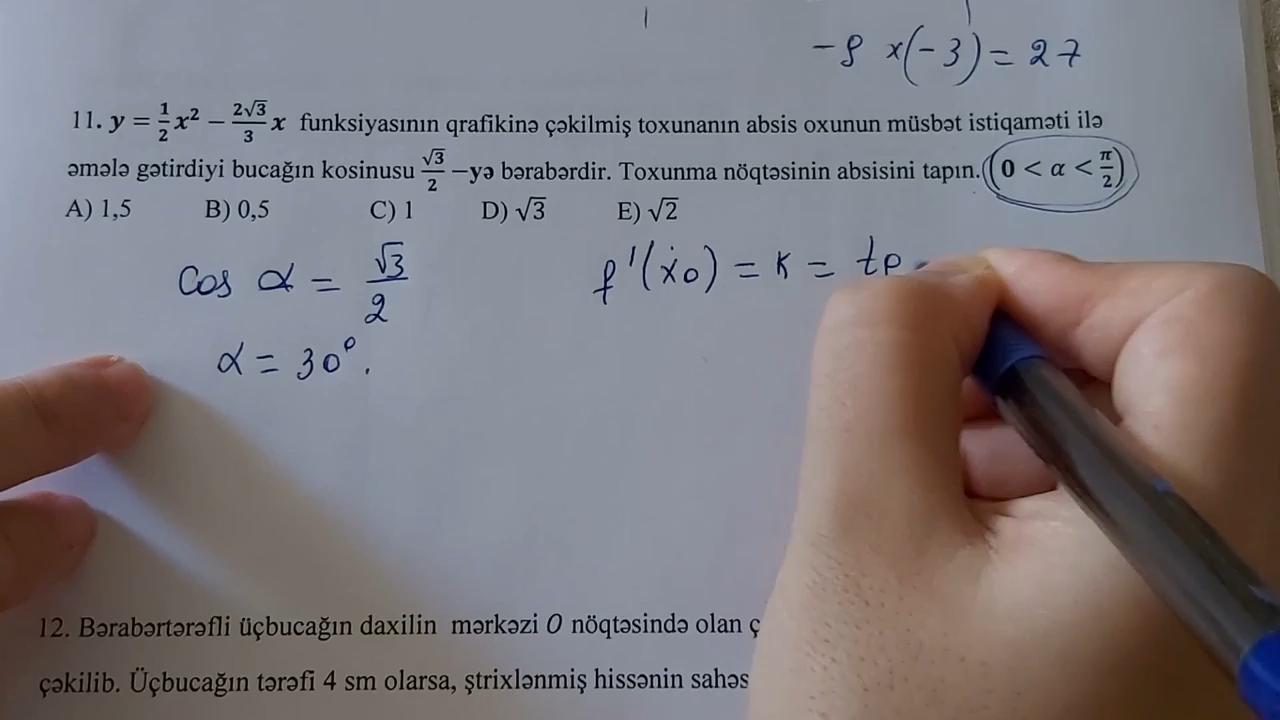 -9 x(-3) = 27
11. y = 1/2 x² − 2√3/3 x funksiyasının qrafikinə çəkilmiş toxunanın absis oxunun müsbət istiqaməti ilə
əmələ gətirdiyi bucağın kosinusu √3/2 −yə bərabərdir. Toxunma nöqtəsinin absisini tapın. (0 < α < π/2)
A) 1,5 B) 0,5 C) 1 D) √3 E) √2
Cos α = √3/2
f'(x₀) = k =
α = 30°.
12. Bərabərtərəfli üçbucağın daxilin mərkəzi O nöqtəsində olan ç
çəkilib. Üçbucağın tərəfi 4 sm olarsa, ştrixlənmiş hissənin sahəs